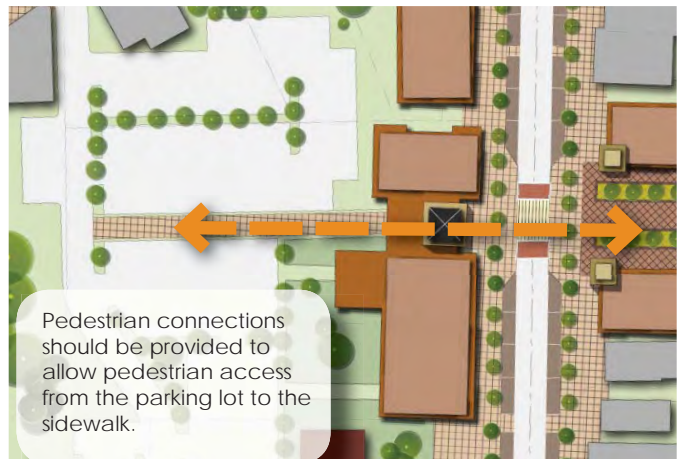 Pedestrian connections
should be provided to
allow pedestrian access
from the parking lot to the
sidewalk.